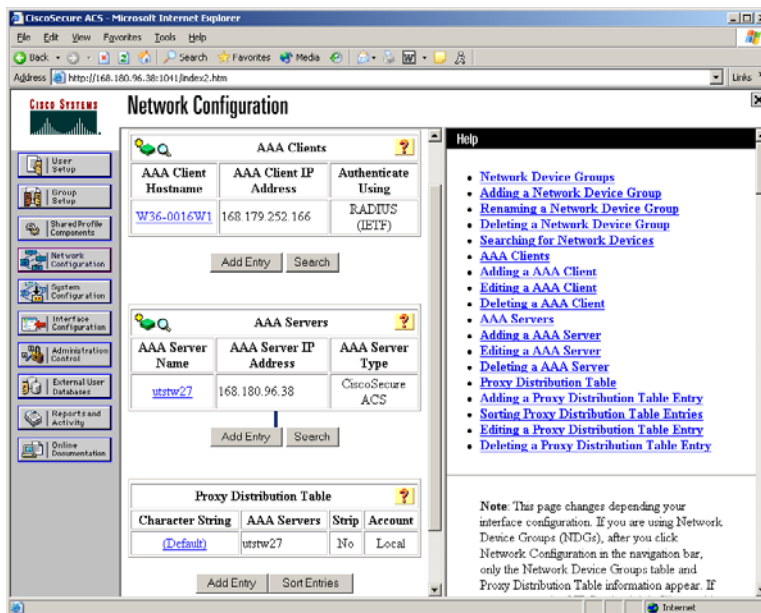 CiscoSecure ACS - Microsoft Internet Explorer
File Edit View Favorites Tools Help
Back Search Favorites Media
Address http://168.180.96.38:1041/index2.htm Links
CISCO SYSTEMS
Network Configuration
User Setup
Group Setup
Shared Profile Components
Network Configuration
System Configuration
Interface Configuration
Administration Control
External User Databases
Reports and Activity
Online Documentation
AAA Clients
AAA Client Hostname AAA Client IP Address Authenticate Using
W36-0016W1 168.179.252.166 RADIUS (IETF)
Add Entry Search
AAA Servers
AAA Server Name AAA Server IP Address AAA Server Type
utstw27 168.180.96.38 CiscoSecure ACS
Add Entry Search
Proxy Distribution Table
Character String AAA Servers Strip Account
(Default) utstw27 No Local
Add Entry Sort Entries
Help
Network Device Groups
Adding a Network Device Group
Renaming a Network Device Group
Deleting a Network Device Group
Searching for Network Devices
AAA Clients
Adding a AAA Client
Editing a AAA Client
Deleting a AAA Client
AAA Servers
Adding a AAA Server
Editing a AAA Server
Deleting a AAA Server
Proxy Distribution Table
Adding a Proxy Distribution Table Entry
Sorting Proxy Distribution Table Entries
Editing a Proxy Distribution Table Entry
Deleting a Proxy Distribution Table Entry
Note: This page changes depending your
interface configuration. If you are using Network
Device Groups (NDGs), after you click
Network Configuration in the navigation bar,
only the Network Device Groups table and
Proxy Distribution Table information appear. If
Internet